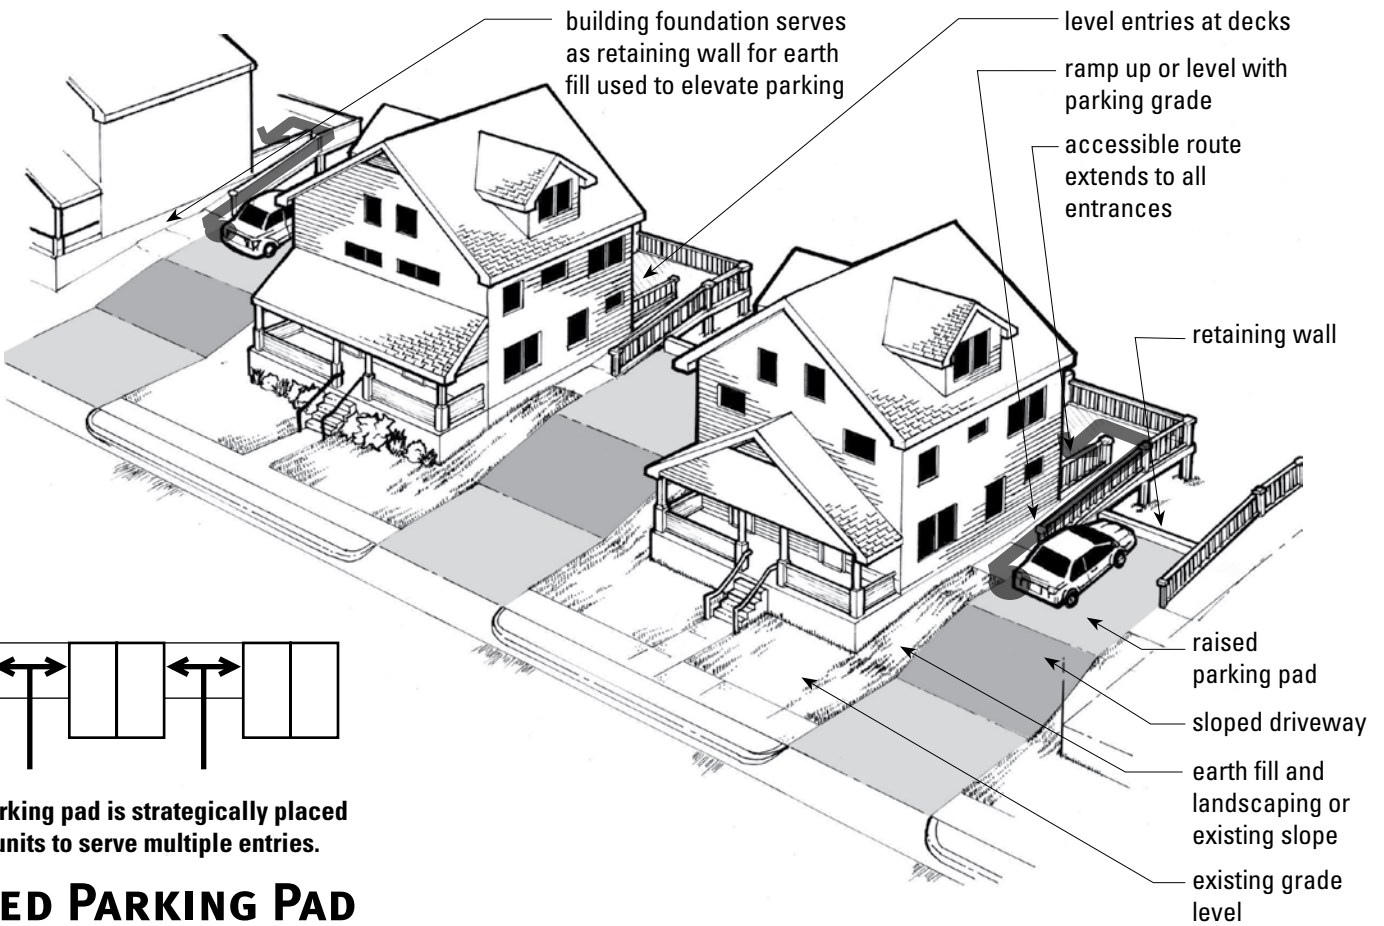 building foundation serves
as retaining wall for earth
fill used to elevate parking
level entries at decks
ramp up or level with
parking grade
accessible route
extends to all
entrances
retaining wall
raised
parking pad
sloped driveway
earth fill and
landscaping or
existing slope
existing grade
level
arking pad is strategically placed
units to serve multiple entries.
ED PARKING PAD